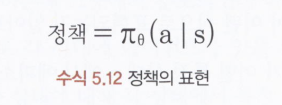 정책 = πθ(a | s)
수식 5.12 정책의 표현